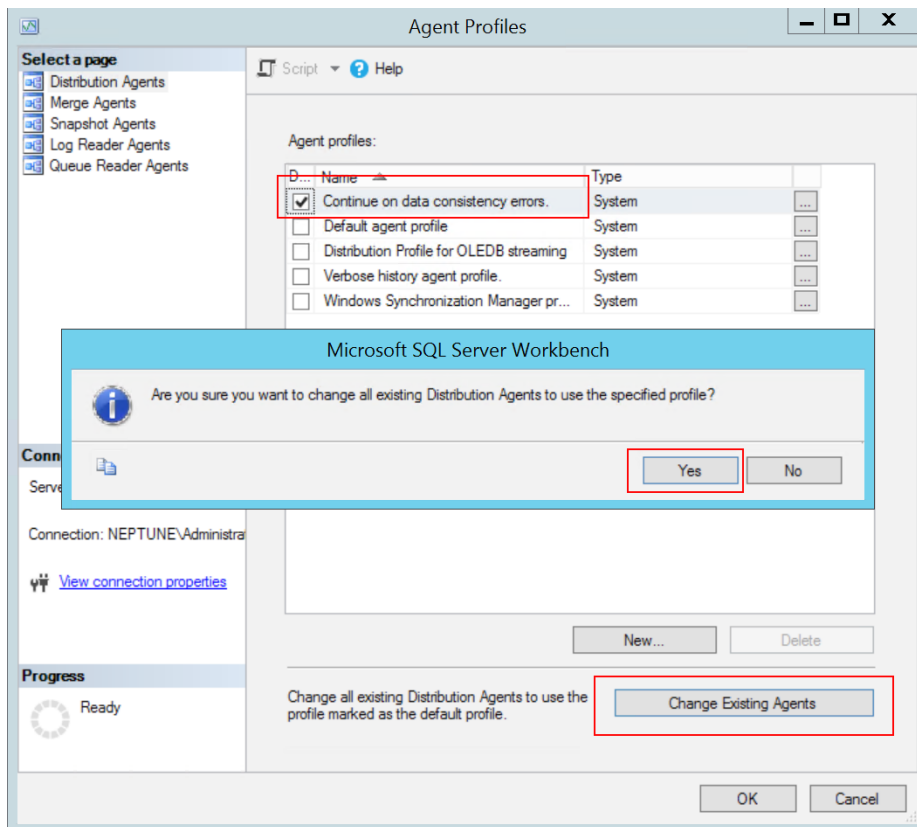 Agent Profiles
Select a page
Distribution Agents
Merge Agents
Snapshot Agents
Log Reader Agents
Queue Reader Agents
Script
Help
Agent profiles:
D... Name Type
Continue on data consistency errors. System ...
Default agent profile System ...
Distribution Profile for OLEDB streaming System ...
Verbose history agent profile. System ...
Windows Synchronization Manager pr... System ...
Microsoft SQL Server Workbench
Are you sure you want to change all existing Distribution Agents to use the specified profile?
Yes No
Conn
Serve
Connection: NEPTUNE\Administra
View connection properties
New... Delete
Progress
Ready
Change all existing Distribution Agents to use the
profile marked as the default profile.
Change Existing Agents
OK Cancel